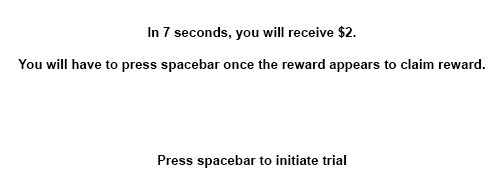 In 7 seconds, you will receive $2.
You will have to press spacebar once the reward appears to claim reward.
Press spacebar to initiate trial